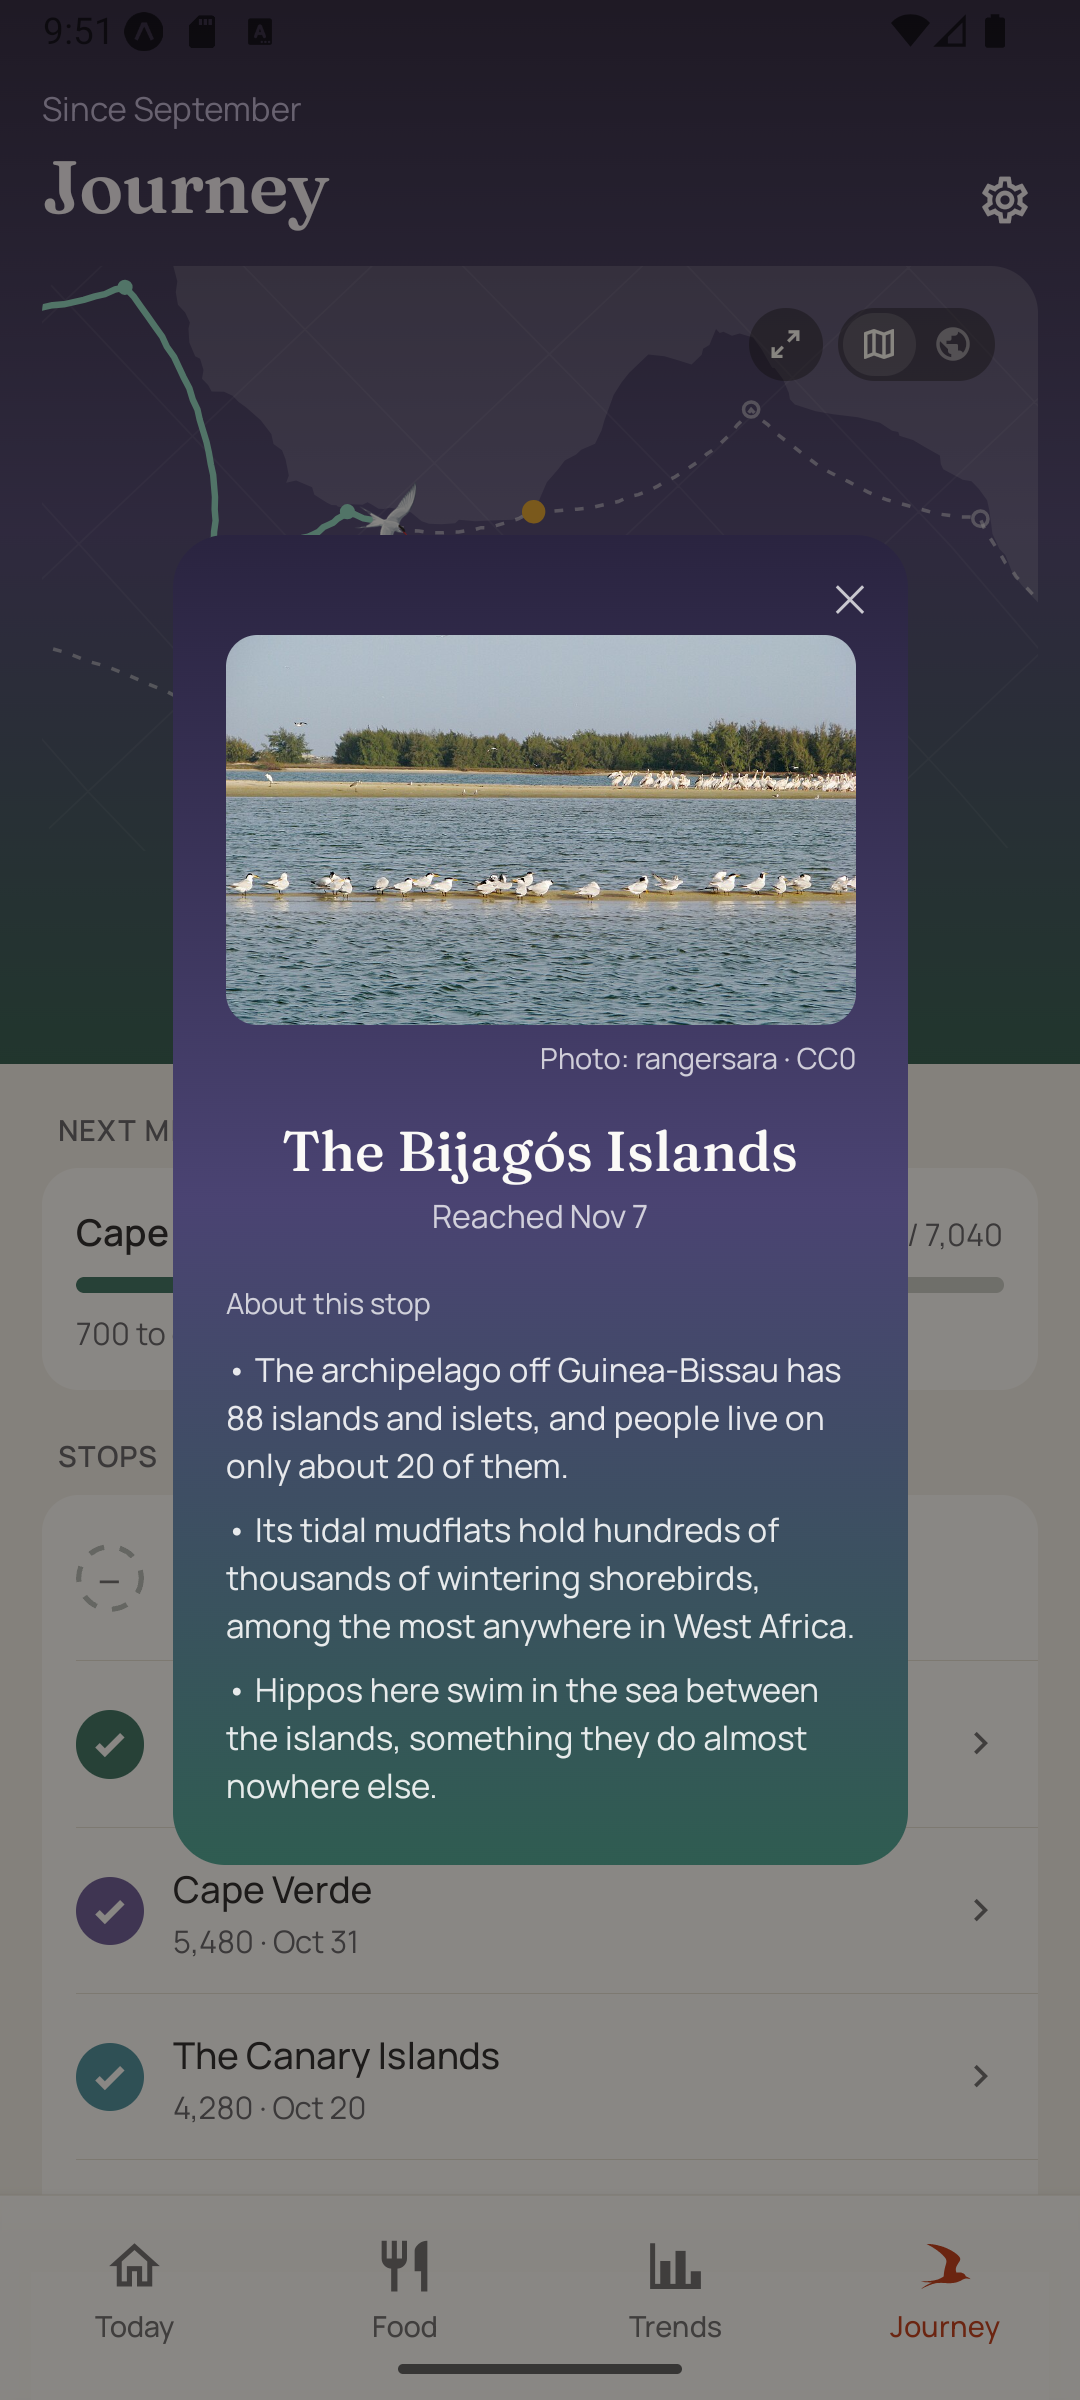 9:51
Since September
Journey
Photo: rangersara · CC0
The Bijagós Islands
Reached Nov 7
About this stop
• The archipelago off Guinea-Bissau has
88 islands and islets, and people live on
only about 20 of them.
• Its tidal mudflats hold hundreds of
thousands of wintering shorebirds,
among the most anywhere in West Africa.
• Hippos here swim in the sea between
the islands, something they do almost
nowhere else.
NEXT M
Cape
/ 7,040
700 to
STOPS
Cape Verde
5,480 · Oct 31
The Canary Islands
4,280 · Oct 20
Today
Food
Trends
Journey